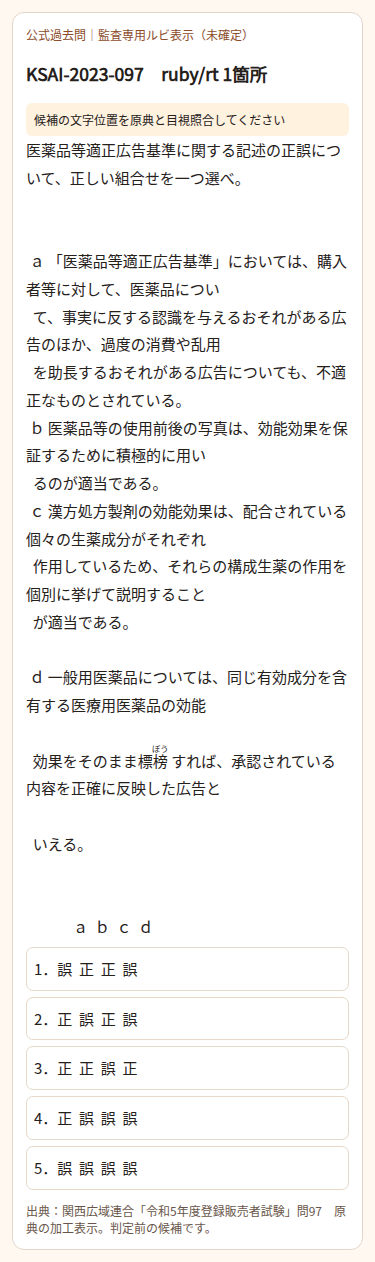 公式過去問｜監査専用ルビ表示（未確定）
KSAI-2023-097　ruby/rt 1箇所
候補の文字位置を原典と目視照合してください
医薬品等適正広告基準に関する記述の正誤につ
いて、正しい組合せを一つ選べ。
ａ 「医薬品等適正広告基準」においては、購入
者等に対して、医薬品につい
て、事実に反する認識を与えるおそれがある広
告のほか、過度の消費や乱用
を助長するおそれがある広告についても、不適
正なものとされている。
ｂ 医薬品等の使用前後の写真は、効能効果を保
証するために積極的に用い
るのが適当である。
ｃ 漢方処方製剤の効能効果は、配合されている
個々の生薬成分がそれぞれ
作用しているため、それらの構成生薬の作用を
個別に挙げて説明すること
が適当である。
ｄ 一般用医薬品については、同じ有効成分を含
有する医療用医薬品の効能
ぼう
効果をそのまま標榜 すれば、承認されている
内容を正確に反映した広告と
いえる。
ａ ｂ ｃ ｄ
1．誤 正 正 誤
2．正 誤 正 誤
3．正 正 誤 正
4．正 誤 誤 誤
5．誤 誤 誤 誤
出典：関西広域連合「令和5年度登録販売者試験」問97　原
典の加工表示。判定前の候補です。